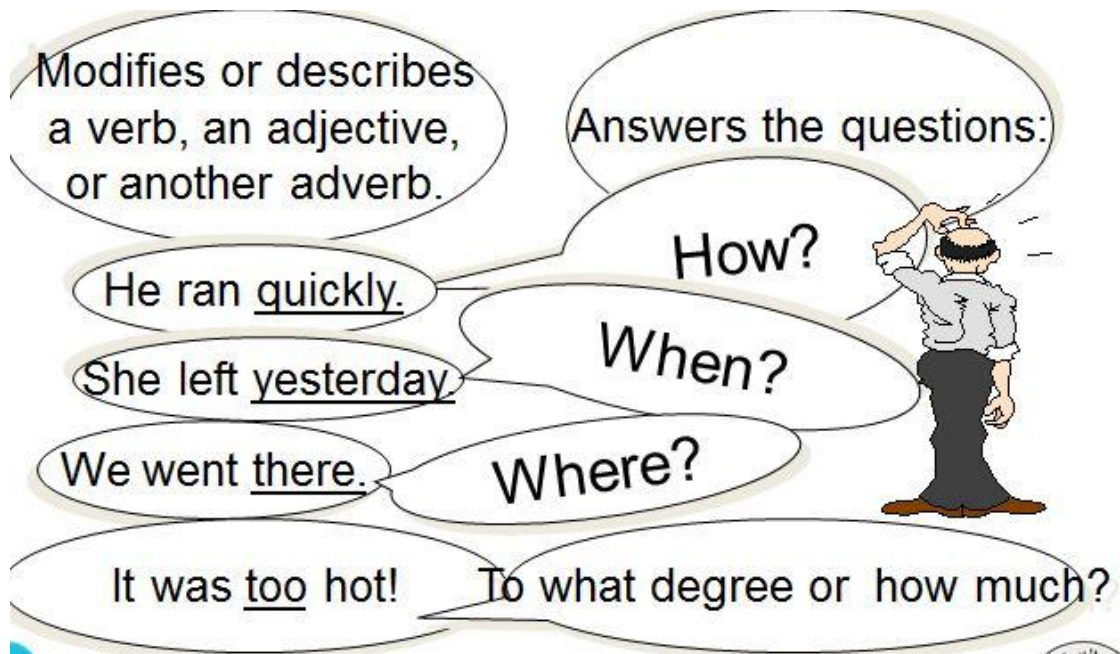 Modifies or describes
a verb, an adjective,
or another adverb.
Answers the questions:
He ran quickly.
How?
She left yesterday.
When?
We went there.
Where?
It was too hot!
To what degree or how much?